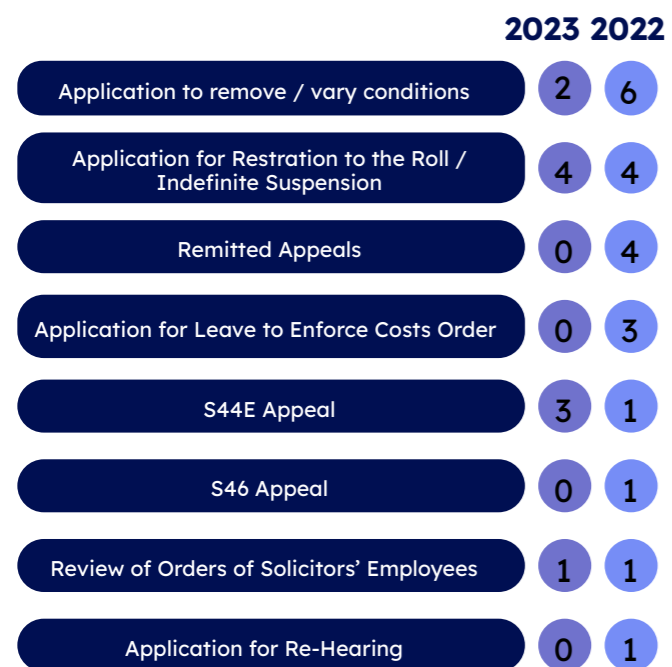 2023 2022
Application to remove / vary conditions 2 6
Application for Restration to the Roll /
Indefinite Suspension 4 4
Remitted Appeals 0 4
Application for Leave to Enforce Costs Order 0 3
S44E Appeal 3 1
S46 Appeal 0 1
Review of Orders of Solicitors’ Employees 1 1
Application for Re-Hearing 0 1